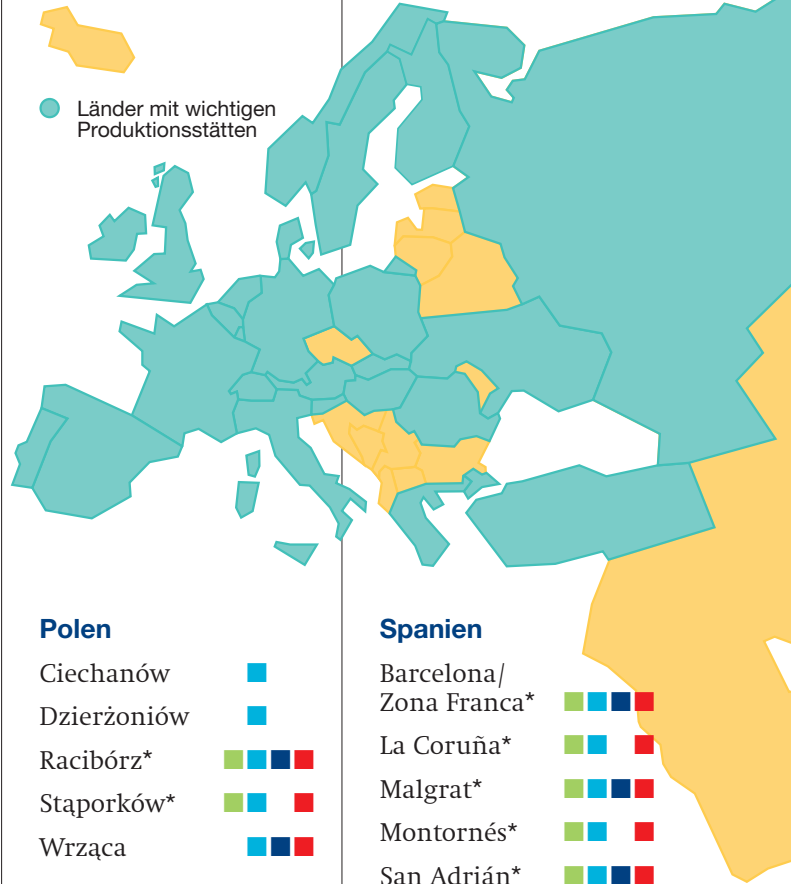 Länder mit wichtigen
Produktionsstätten
Polen
Ciechanów
Dzierżoniów
Racibórz*
Stąporków*
Wrząca
Spanien
Barcelona/
Zona Franca*
La Coruña*
Malgrat*
Montornés*
San Adrián*